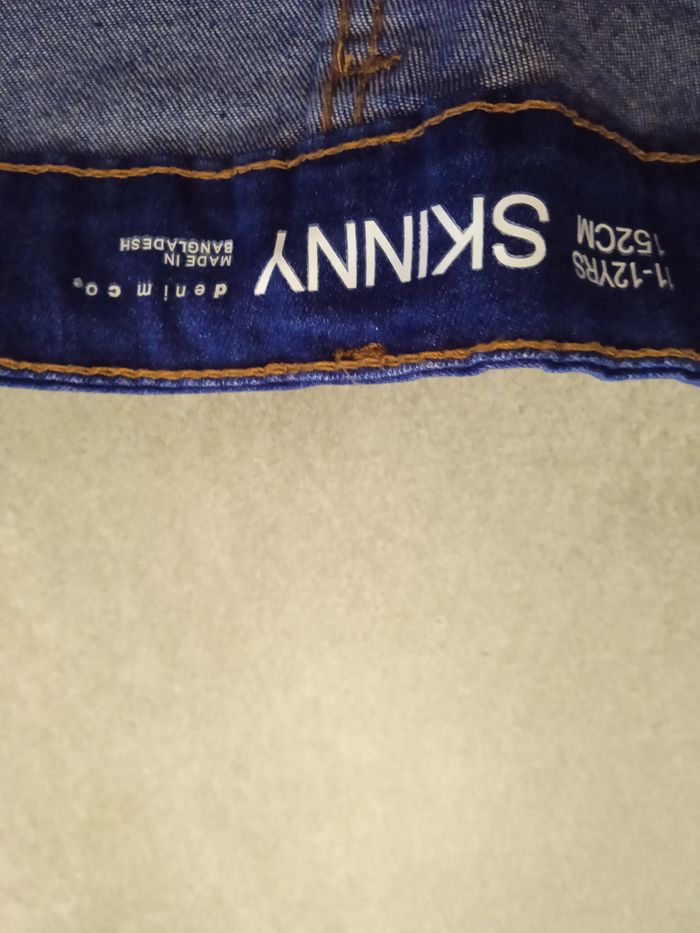 11-12YRS
152CM
SKINNY
denim co.
MADE IN
BANGLADESH